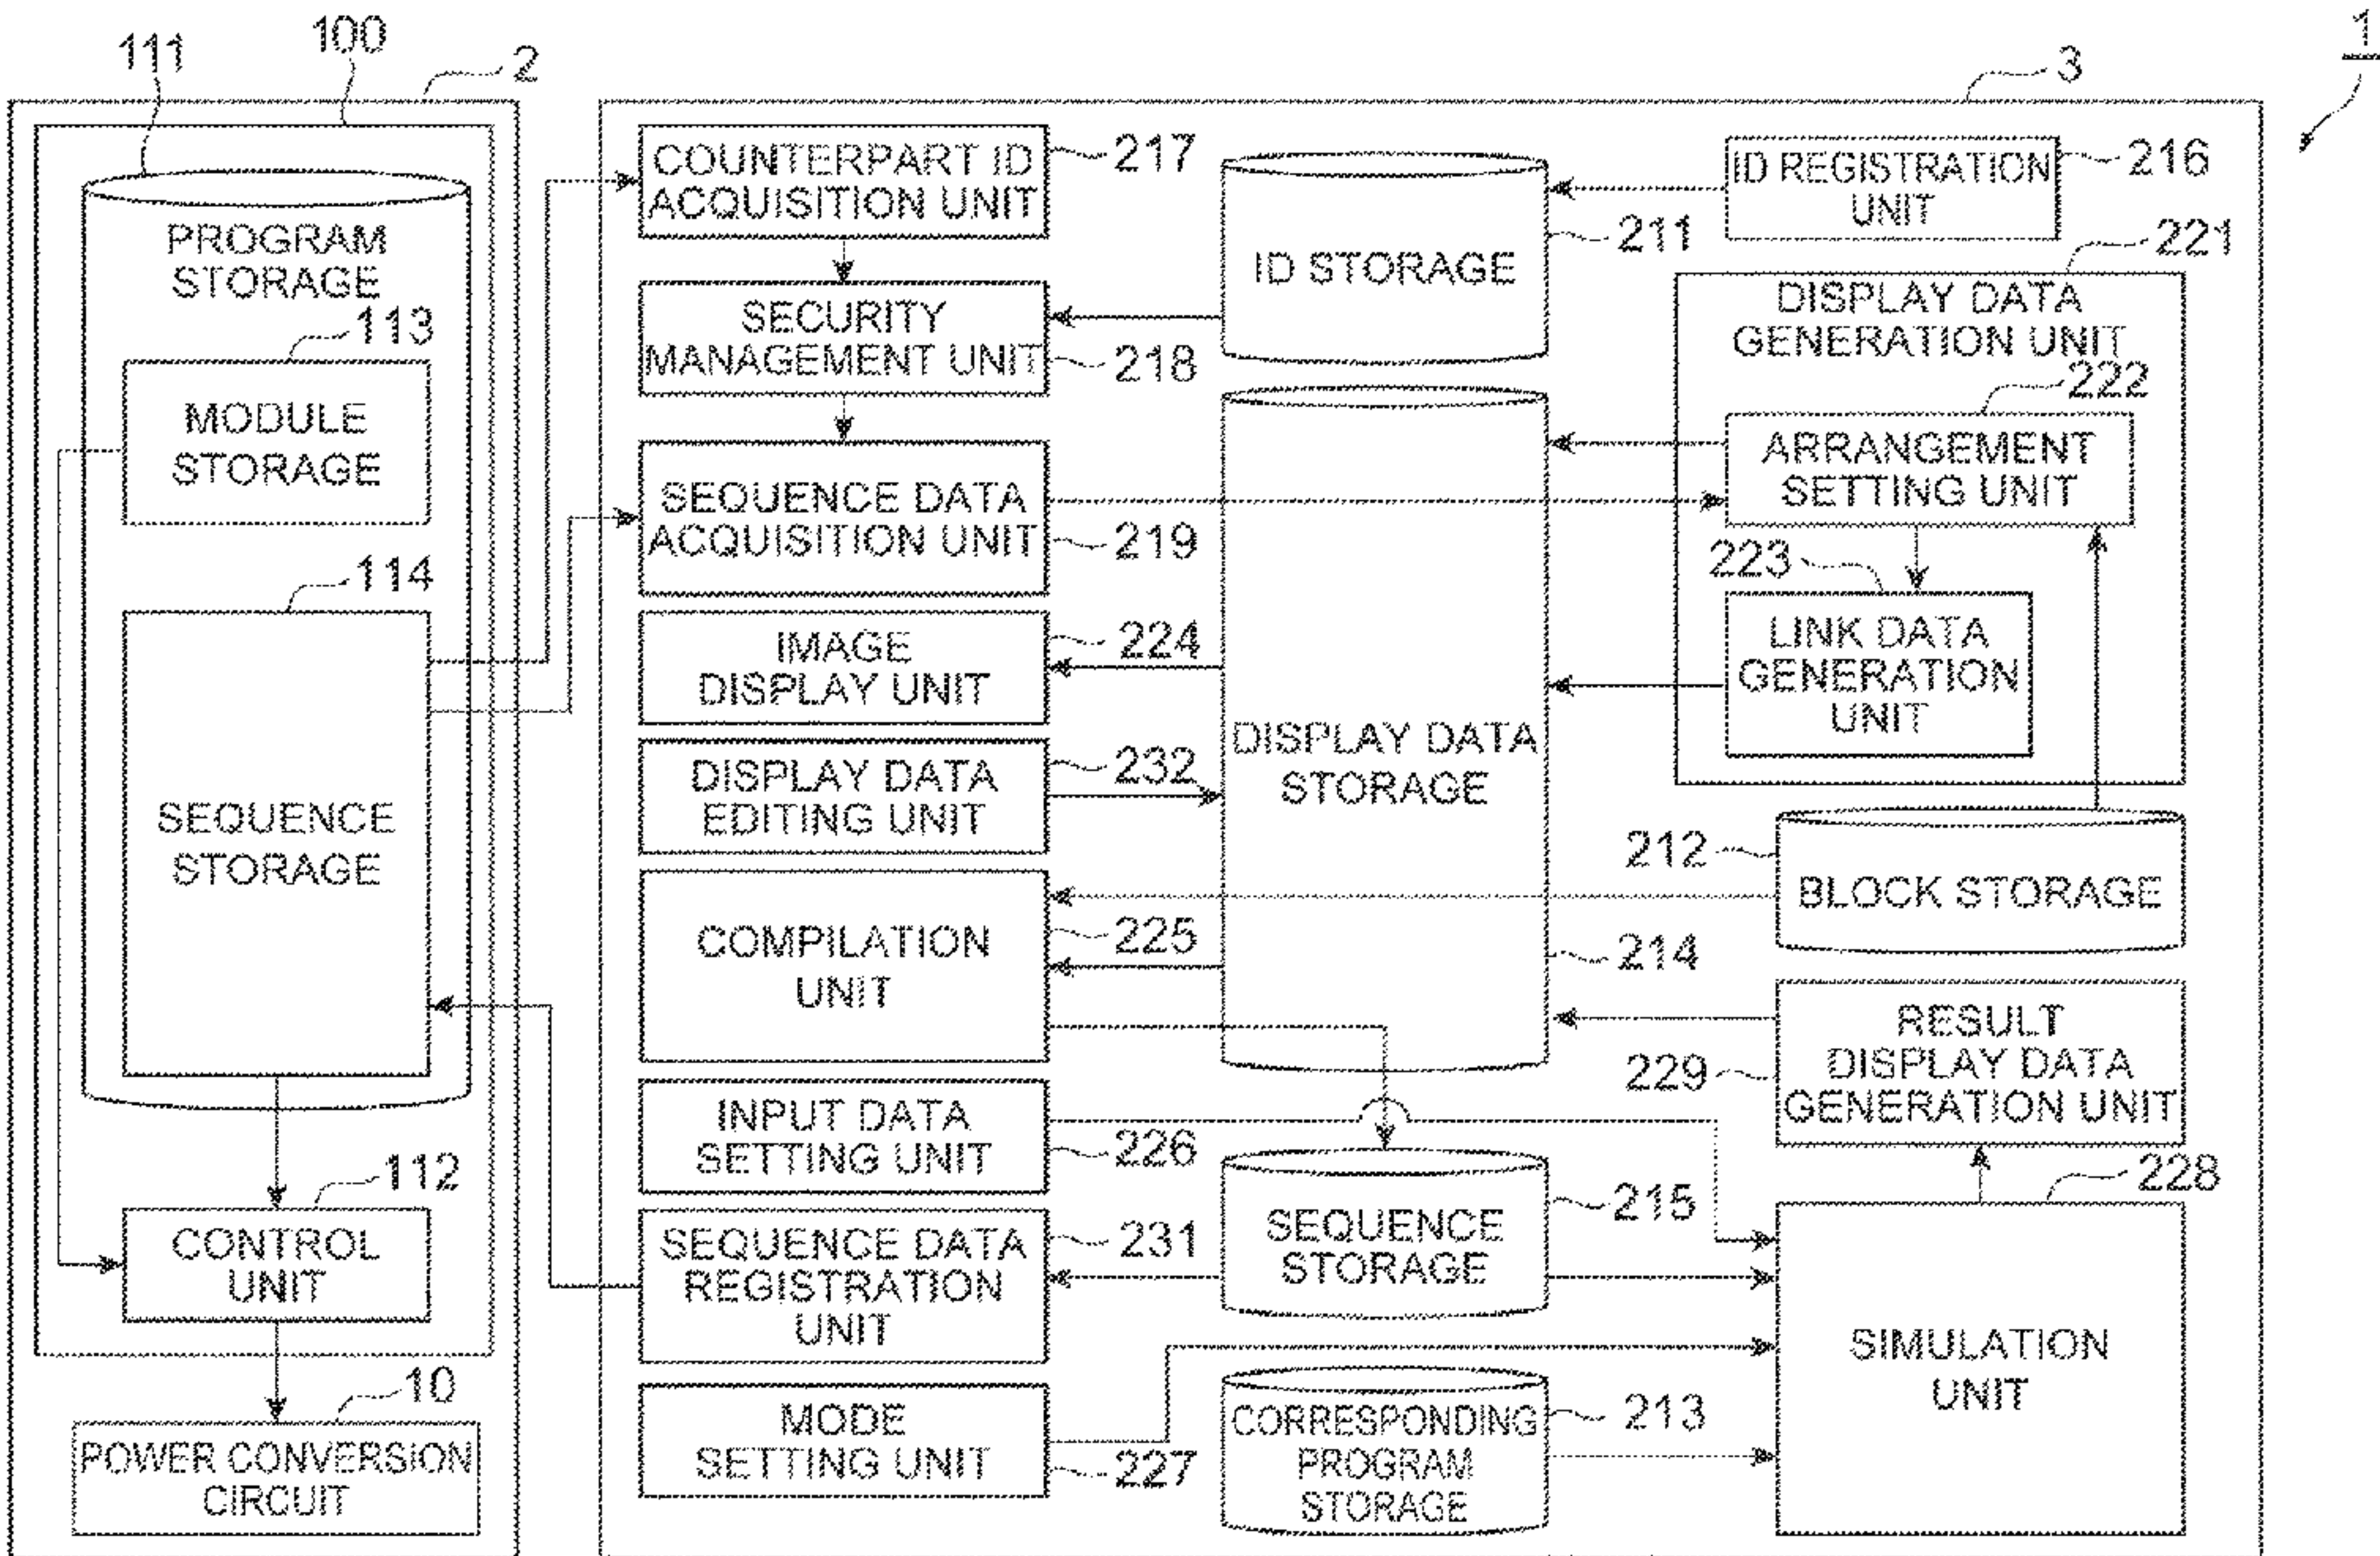 1
100
111
2
3
PROGRAM
STORAGE
113
MODULE
STORAGE
114
SEQUENCE
STORAGE
112
CONTROL
UNIT
10
POWER CONVERSION
CIRCUIT
COUNTERPART ID
ACQUISITION UNIT
217
SECURITY
MANAGEMENT UNIT
218
SEQUENCE DATA
ACQUISITION UNIT
219
IMAGE
DISPLAY UNIT
224
DISPLAY DATA
EDITING UNIT
232
COMPILATION
UNIT
225
INPUT DATA
SETTING UNIT
226
SEQUENCE DATA
REGISTRATION
UNIT
231
MODE
SETTING UNIT
227
ID STORAGE
211
DISPLAY DATA
STORAGE
214
SEQUENCE
STORAGE
215
CORRESPONDING
PROGRAM
STORAGE
213
ID REGISTRATION
UNIT
216
221
DISPLAY DATA
GENERATION UNIT
222
ARRANGEMENT
SETTING UNIT
223
LINK DATA
GENERATION
UNIT
212
BLOCK STORAGE
RESULT
DISPLAY DATA
GENERATION UNIT
229
228
SIMULATION
UNIT